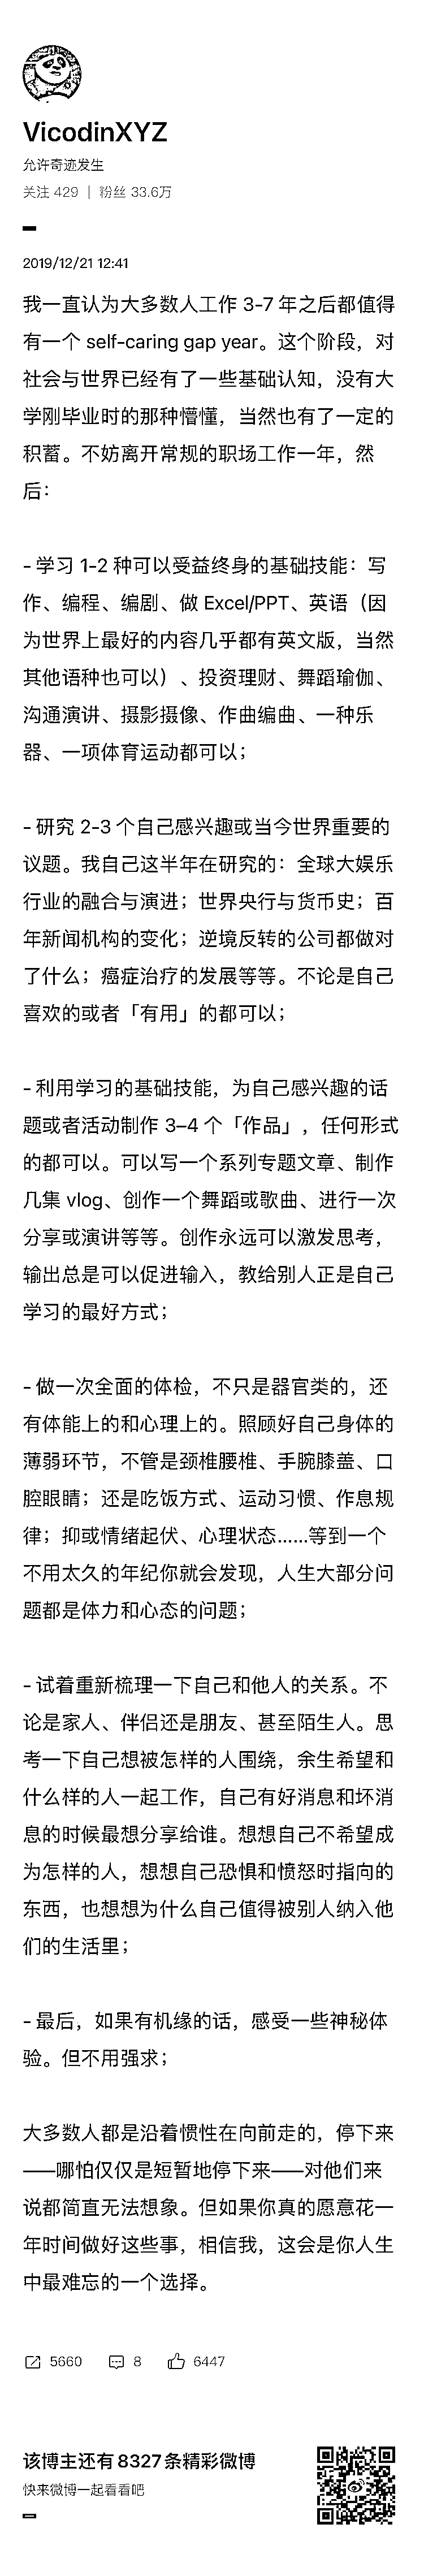 VicodinXYZ
允许奇迹发生
关注 429 | 粉丝 33.6万
2019/12/21 12:41
我一直认为大多数人工作 3-7 年之后都值得
有一个 self-caring gap year。这个阶段，对
社会与世界已经有了一些基础认知，没有大
学刚毕业时的那种懵懂，当然也有了一定的
积蓄。不妨离开常规的职场工作一年，然
后：
- 学习 1-2 种可以受益终身的基础技能：写
作、编程、编剧、做 Excel/PPT、英语（因
为世界上最好的内容几乎都有英文版，当然
其他语种也可以）、投资理财、舞蹈瑜伽、
沟通演讲、摄影摄像、作曲编曲、一种乐
器、一项体育运动都可以；
- 研究 2-3 个自己感兴趣或当今世界重要的
议题。我自己这半年在研究的：全球大娱乐
行业的融合与演进；世界央行与货币史；百
年新闻机构的变化；逆境反转的公司都做对
了什么；癌症治疗的发展等等。不论是自己
喜欢的或者「有用」的都可以；
- 利用学习的基础技能，为自己感兴趣的话
题或者活动制作 3–4 个「作品」，任何形式
的都可以。可以写一个系列专题文章、制作
几集 vlog、创作一个舞蹈或歌曲、进行一次
分享或演讲等等。创作永远可以激发思考，
输出总是可以促进输入，教给别人正是自己
学习的最好方式；
- 做一次全面的体检，不只是器官类的，还
有体能上的和心理上的。照顾好自己身体的
薄弱环节，不管是颈椎腰椎、手腕膝盖、口
腔眼睛；还是吃饭方式、运动习惯、作息规
律；抑或情绪起伏、心理状态......等到一个
不用太久的年纪你就会发现，人生大部分问
题都是体力和心态的问题；
- 试着重新梳理一下自己和他人的关系。不
论是家人、伴侣还是朋友、甚至陌生人。思
考一下自己想被怎样的人围绕，余生希望和
什么样的人一起工作，自己有好消息和坏消
息的时候最想分享给谁。想想自己不希望成
为怎样的人，想想自己恐惧和愤怒时指向的
东西，也想想为什么自己值得被别人纳入他
们的生活里；
- 最后，如果有机缘的话，感受一些神秘体
验。但不用强求；
大多数人都是沿着惯性在向前走的，停下来
——哪怕仅仅是短暂地停下来——对他们来
说都简直无法想象。但如果你真的愿意花一
年时间做好这些事，相信我，这会是你人生
中最难忘的一个选择。
5660 8 6447
该博主还有 8327 条精彩微博
快来微博一起看看吧